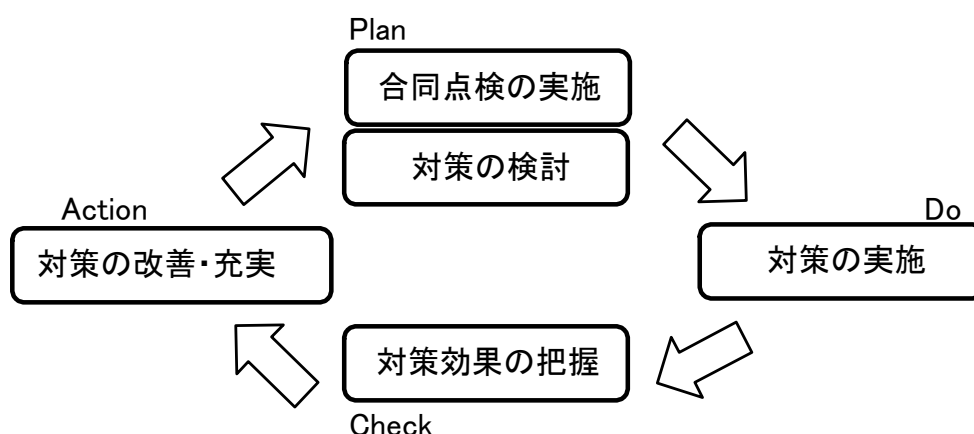 Plan
合同点検の実施
対策の検討
Action
対策の改善・充実
Do
対策の実施
対策効果の把握
Check